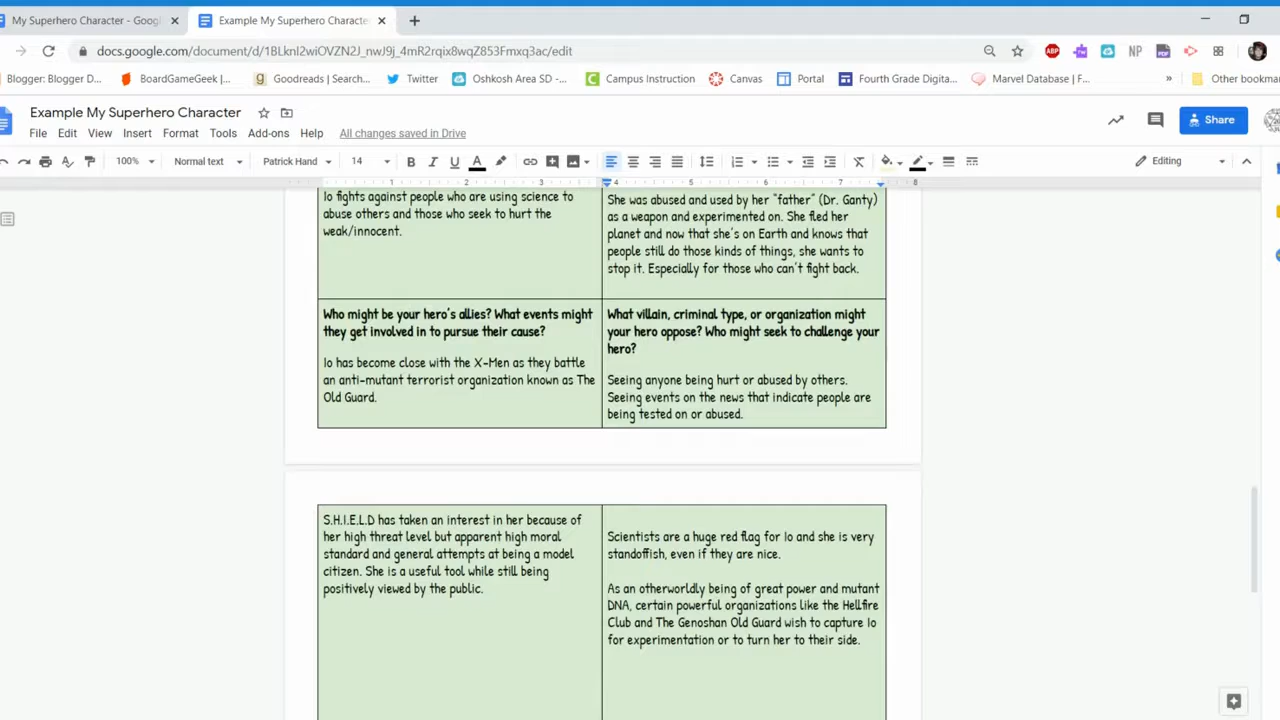 My Superhero Character - Googl
Example My Superhero Characte
docs.google.com/document/d/1BLknI2wiOVZN2J_nwJ9j_4mR2rqix8wqZ853Fmxq3ac/edit
ABP
NP
PDF
Blogger: Blogger D...
BoardGameGeek |...
Goodreads | Search...
Twitter
Oshkosh Area SD -...
Campus Instruction
Canvas
Portal
Fourth Grade Digita...
Marvel Database | F...
»
Other bookmar
Example My Superhero Character
File Edit View Insert Format Tools Add-ons Help All changes saved in Drive
Share
100% Normal text Patrick Hand 14 B I U A Editing
1 2 3 4 5 6 7 8
Io fights against people who are using science to
abuse others and those who seek to hurt the
weak/innocent.
She was abused and used by her "father" (Dr. Ganty)
as a weapon and experimented on. She fled her
planet and now that she's on Earth and knows that
people still do those kinds of things, she wants to
stop it. Especially for those who can't fight back.
Who might be your hero's allies? What events might
they get involved in to pursue their cause?
Io has become close with the X-Men as they battle
an anti-mutant terrorist organization known as The
Old Guard.
What villain, criminal type, or organization might
your hero oppose? Who might seek to challenge your
hero?
Seeing anyone being hurt or abused by others.
Seeing events on the news that indicate people are
being tested on or abused.
S.H.I.E.L.D has taken an interest in her because of
her high threat level but apparent high moral
standard and general attempts at being a model
citizen. She is a useful tool while still being
positively viewed by the public.
Scientists are a huge red flag for Io and she is very
standoffish, even if they are nice.
As an otherworldly being of great power and mutant
DNA, certain powerful organizations like the Hellfire
Club and The Genoshan Old Guard wish to capture Io
for experimentation or to turn her to their side.